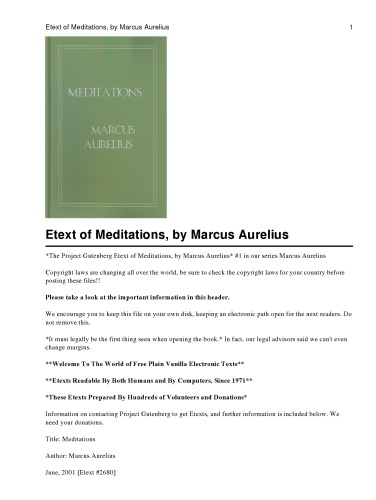 Etext of Meditations, by Marcus Aurelius 1
MEDITATIONS
MARCUS
AURELIUS
Etext of Meditations, by Marcus Aurelius
*The Project Gutenberg Etext of Meditations, by Marcus Aurelius* #1 in our series Marcus Aurelius
Copyright laws are changing all over the world, be sure to check the copyright laws for your country before
posting these files!!
Please take a look at the important information in this header.
We encourage you to keep this file on your own disk, keeping an electronic path open for the next readers. Do
not remove this.
*It must legally be the first thing seen when opening the book.* In fact, our legal advisors said we can't even
change margins.
**Welcome To The World of Free Plain Vanilla Electronic Texts**
**Etexts Readable By Both Humans and By Computers, Since 1971**
*These Etexts Prepared By Hundreds of Volunteers and Donations*
Information on contacting Project Gutenberg to get Etexts, and further information is included below. We
need your donations.
Title: Meditations
Author: Marcus Aurelius
June, 2001 [Etext #2680]